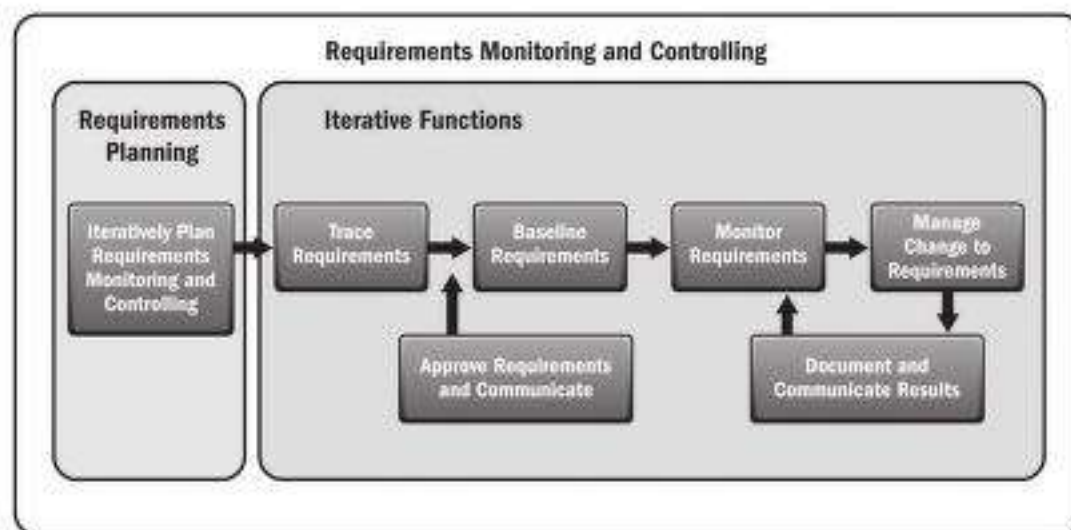 Requirements Monitoring and Controlling
Requirements
Planning
Iterative Functions
Iteratively Plan
Requirements
Monitoring and
Controlling
Trace
Requirements
Baseline
Requirements
Monitor
Requirements
Manage
Change to
Requirements
Approve Requirements
and Communicate
Document and
Communicate Results